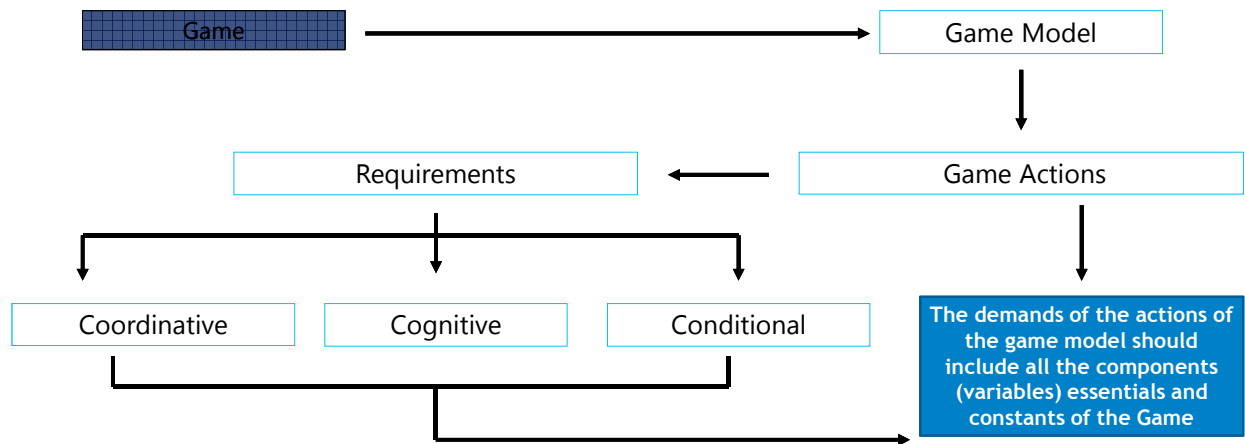 Game
Game Model
Requirements
Game Actions
Coordinative
Cognitive
Conditional
The demands of the actions of
the game model should
include all the components
(variables) essentials and
constants of the Game